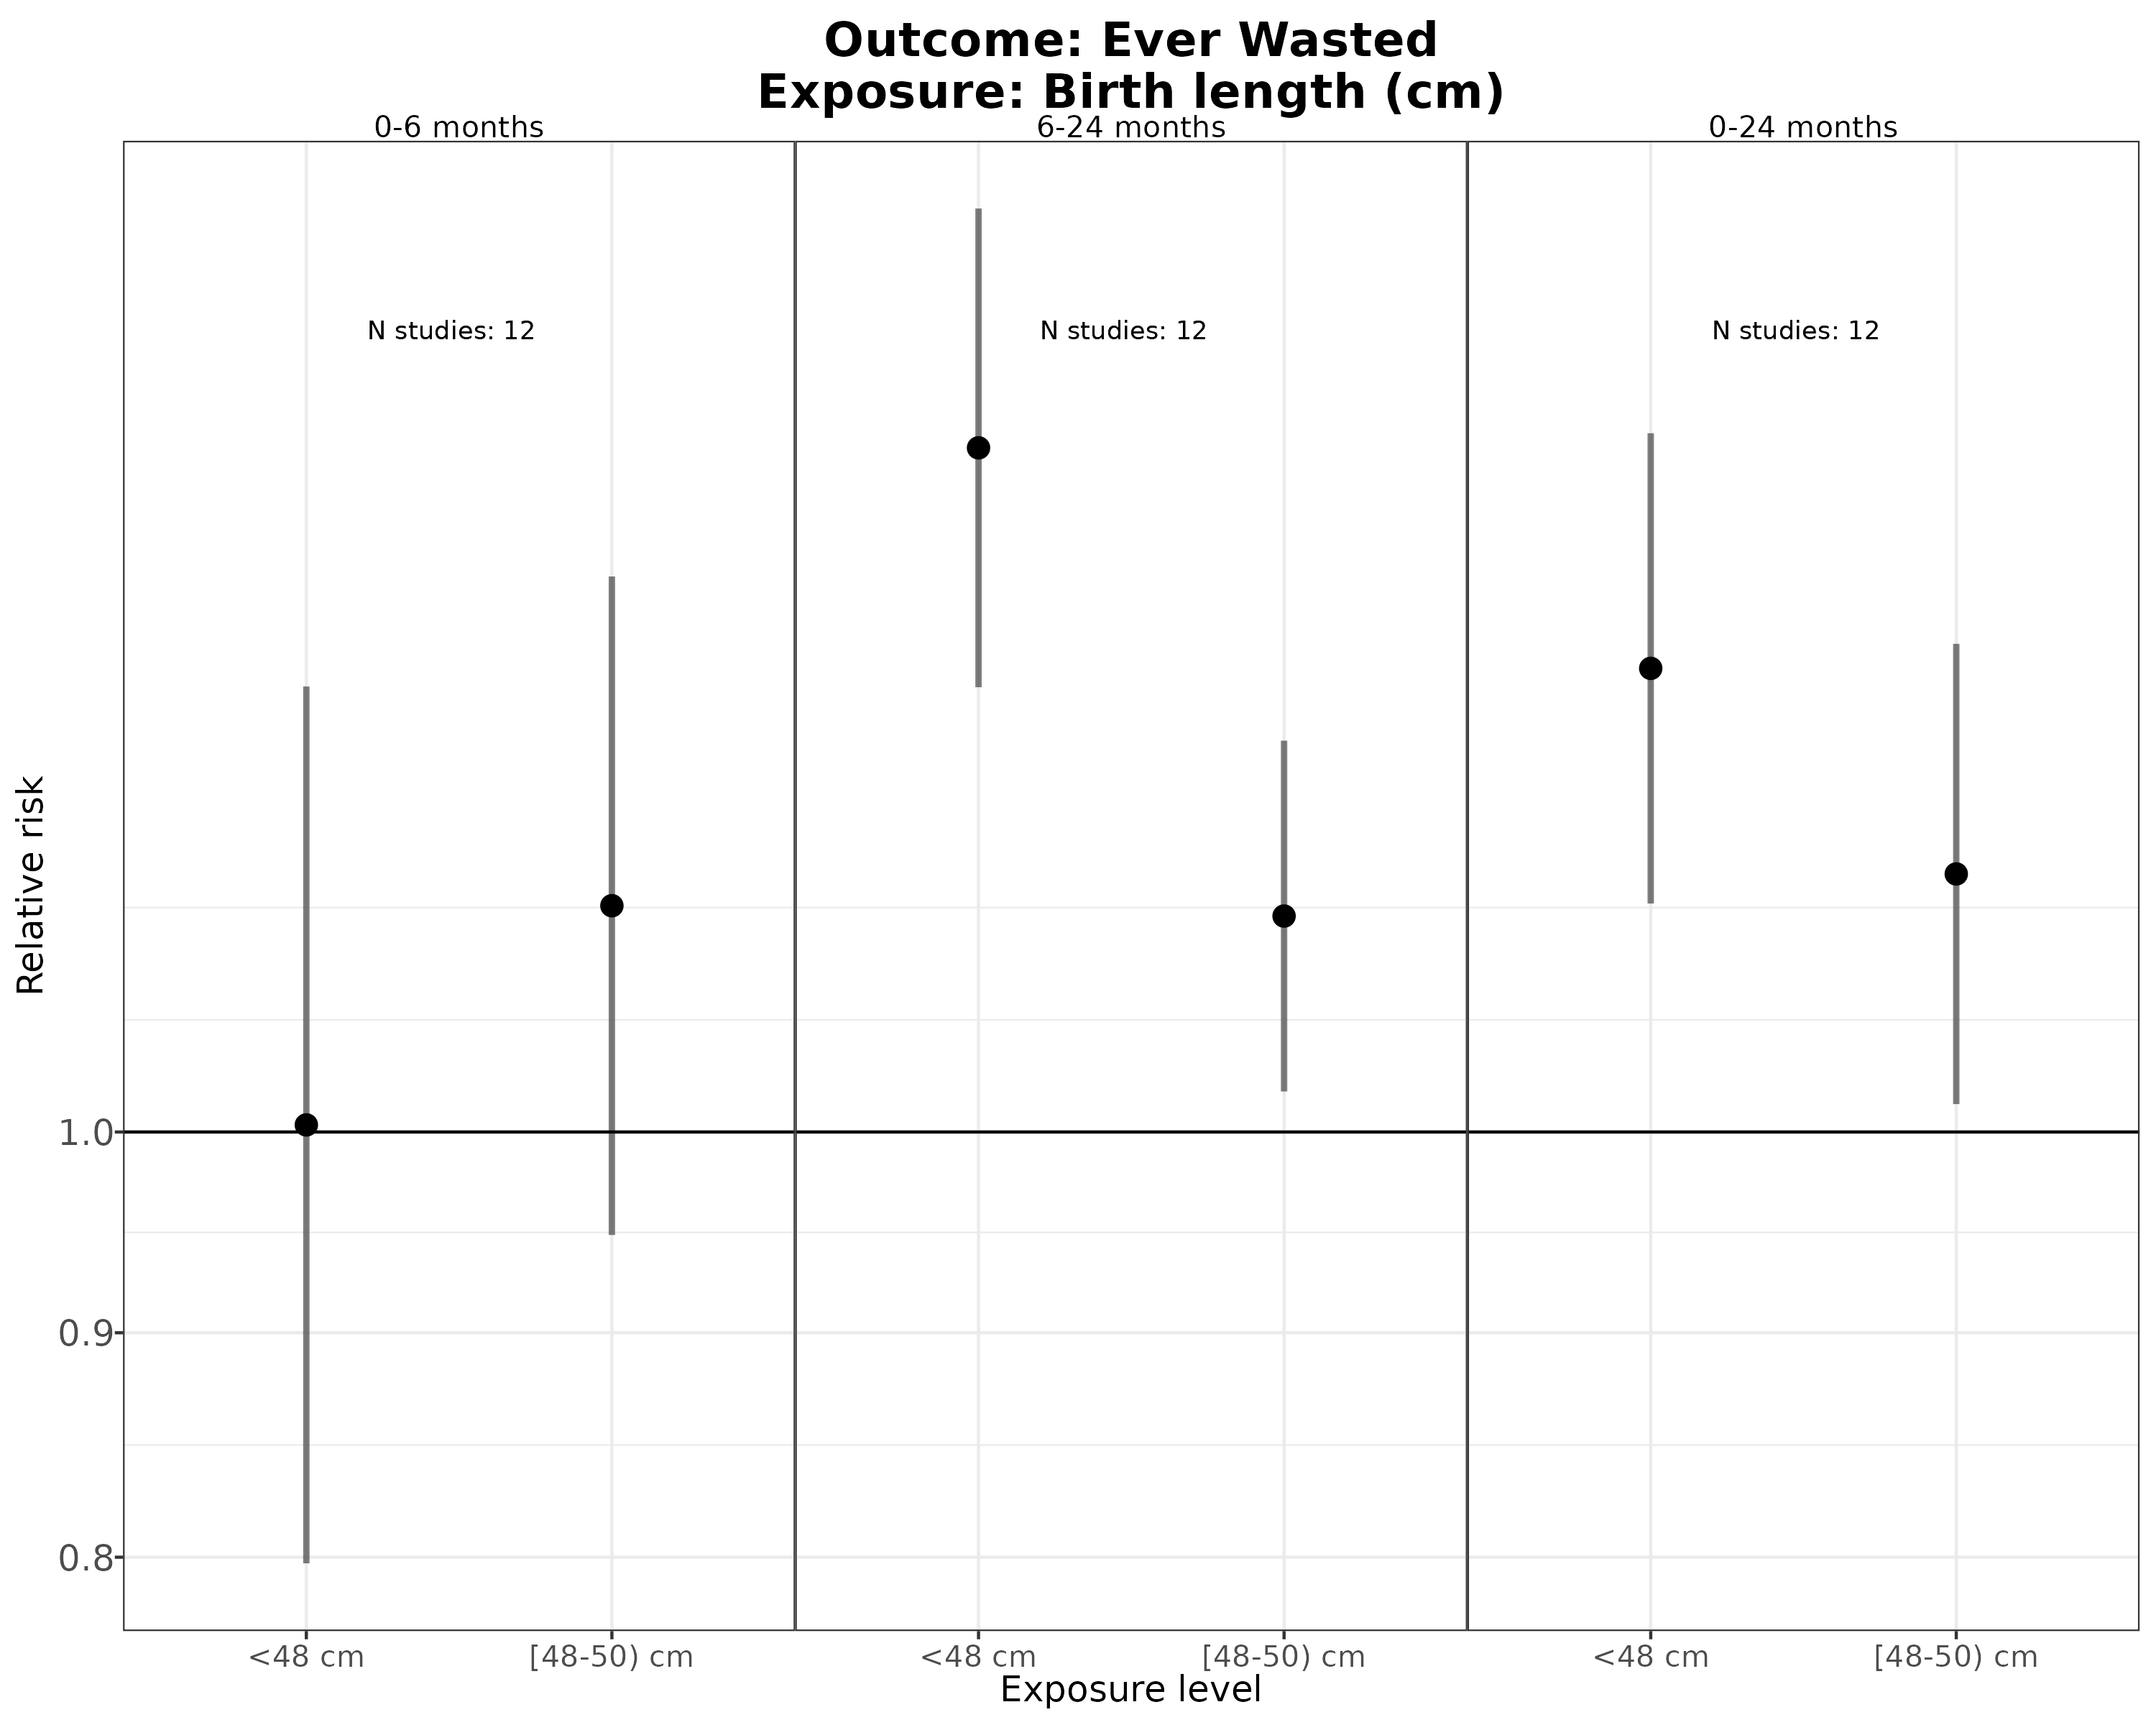 Outcome: Ever Wasted
Exposure: Birth length (cm)
0-6 months
6-24 months
0-24 months
N studies: 12
N studies: 12
N studies: 12
Relative risk
1.0
0.9
0.8
<48 cm
[48-50) cm
<48 cm
[48-50) cm
<48 cm
[48-50) cm
Exposure level